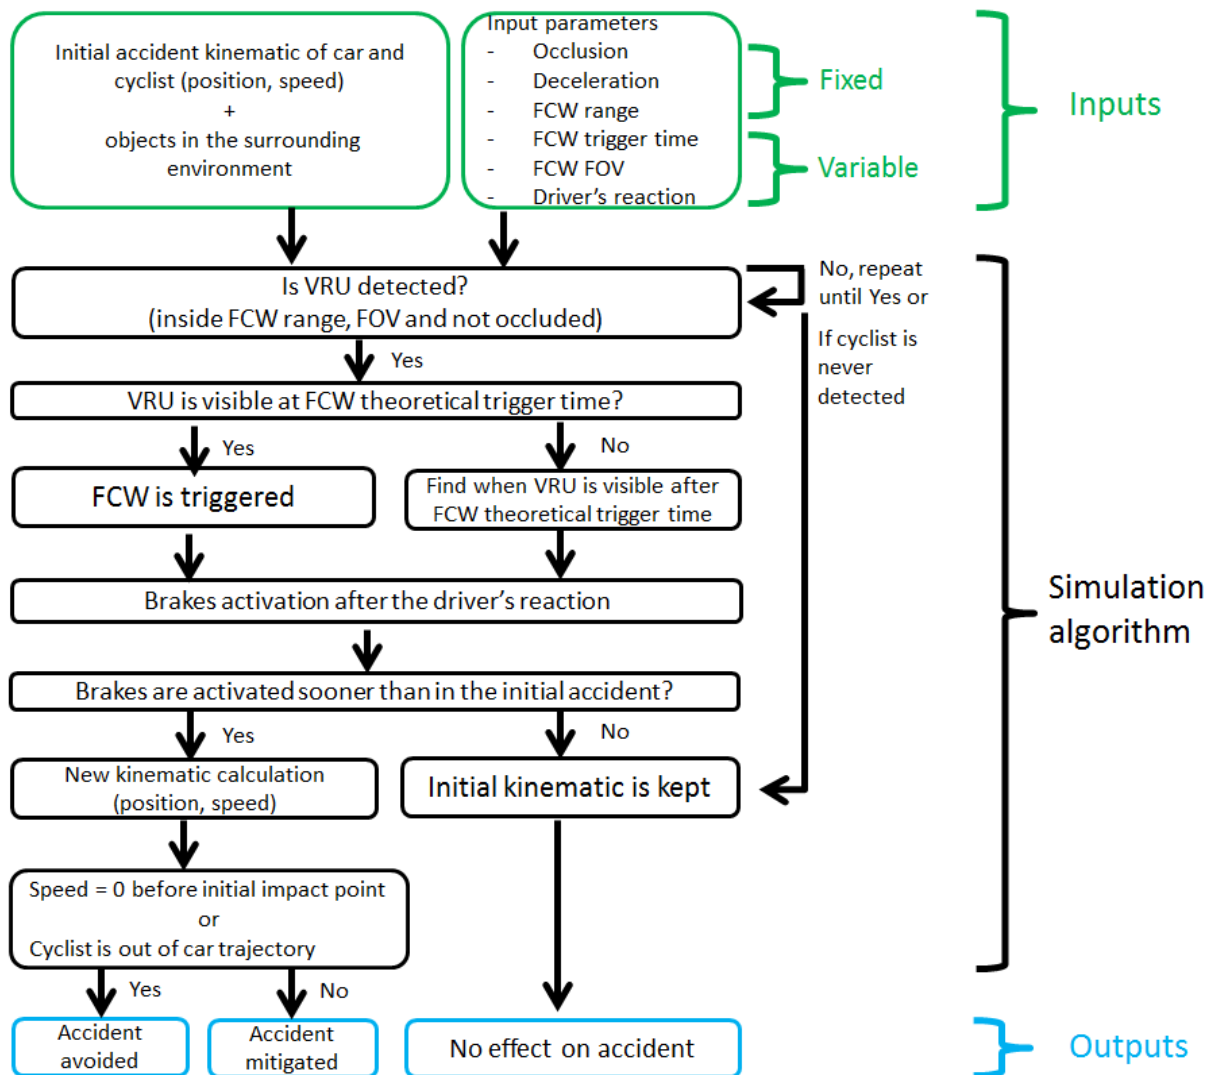 Initial accident kinematic of car and
cyclist (position, speed)
+
objects in the surrounding
environment
Input parameters
- Occlusion
- Deceleration
- FCW range
- FCW trigger time
- FCW FOV
- Driver's reaction
Fixed
Variable
Inputs
Is VRU detected?
(inside FCW range, FOV and not occluded)
No, repeat
until Yes or
If cyclist is
never
detected
Yes
VRU is visible at FCW theoretical trigger time?
Yes
No
FCW is triggered
Find when VRU is visible after
FCW theoretical trigger time
Brakes activation after the driver's reaction
Simulation
algorithm
Brakes are activated sooner than in the initial accident?
Yes
No
New kinematic calculation
(position, speed)
Initial kinematic is kept
Speed = 0 before initial impact point
or
Cyclist is out of car trajectory
Yes
No
Accident
avoided
Accident
mitigated
No effect on accident
Outputs